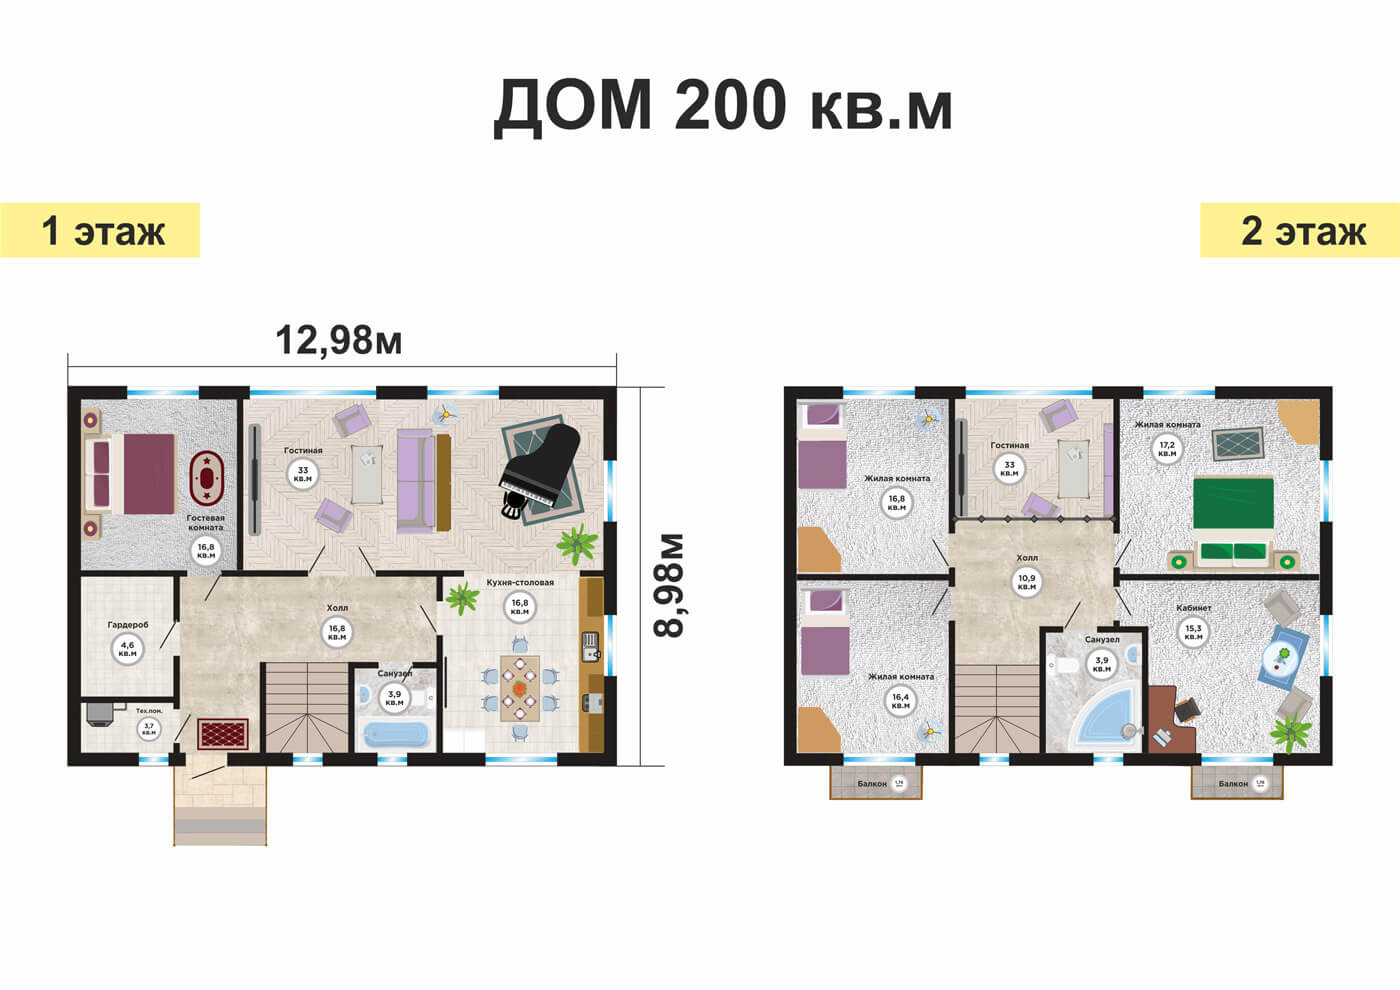 ДОМ 200 кв.м
1 этаж
2 этаж
12,98м
8,98м
Гостевая
комната
16,8
кв.м
Гостиная
33
кв.м
Кухня-столовая
16,8
кв.м
Холл
16,8
кв.м
Гардероб
4,6
кв.м
Тех.пом.
3,7
кв.м
Санузел
3,9
кв.м
Жилая комната
16,8
кв.м
Гостиная
33
кв.м
Жилая комната
17,2
кв.м
Холл
10,9
кв.м
Кабинет
15,3
кв.м
Санузел
3,9
кв.м
Жилая комната
16,4
кв.м
Балкон
1,76
Балкон
1,76